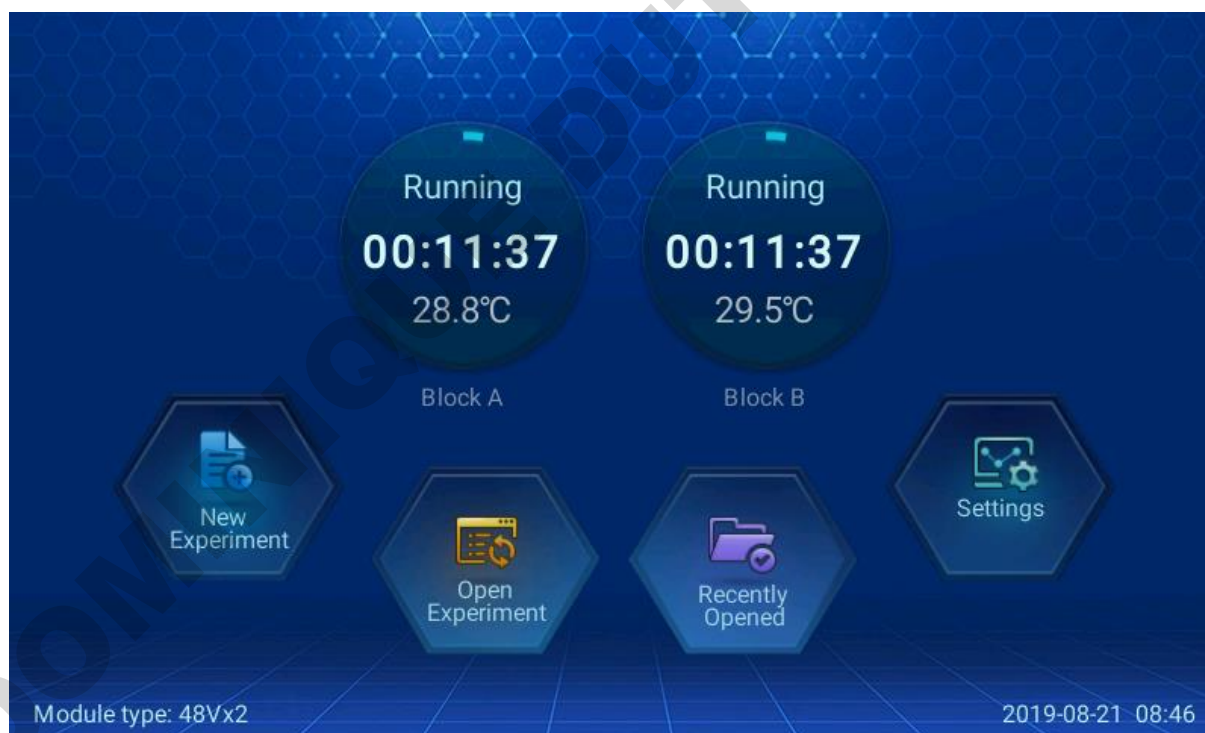 Running
00:11:37
28.8℃
Block A
Running
00:11:37
29.5℃
Block B
New
Experiment
Open
Experiment
Recently
Opened
Settings
Module type: 48Vx2
2019-08-21 08:46